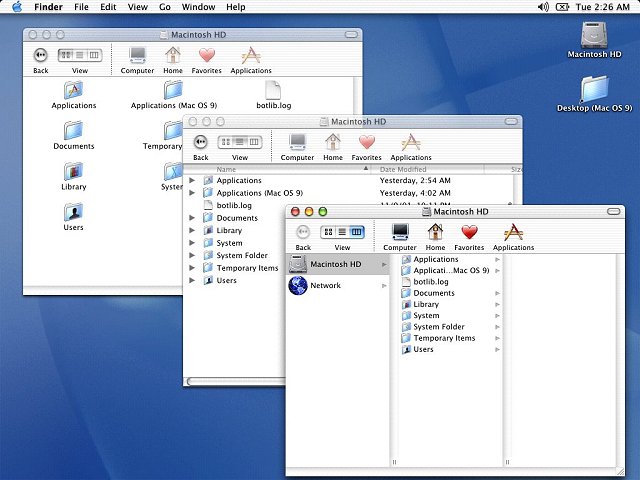 Finder File Edit View Go Window Help Tue 2:26 AM
Macintosh HD
Desktop (Mac OS 9)
Macintosh HD
Back View Computer Home Favorites Applications
Applications Applications (Mac OS 9) botlib.log
Documents Temporary
Library System
Users
Macintosh HD
Back View Computer Home Favorites Applications
Name Date Modified
Applications Yesterday, 2:54 AM
Applications (Mac OS 9) Yesterday, 4:02 AM
botlib.log
Documents
Library
System
System Folder
Temporary Items
Users
Macintosh HD
Back View Computer Home Favorites Applications
Macintosh HD
Network
Applications
Applicati...Mac OS 9)
botlib.log
Documents
Library
System
System Folder
Temporary Items
Users